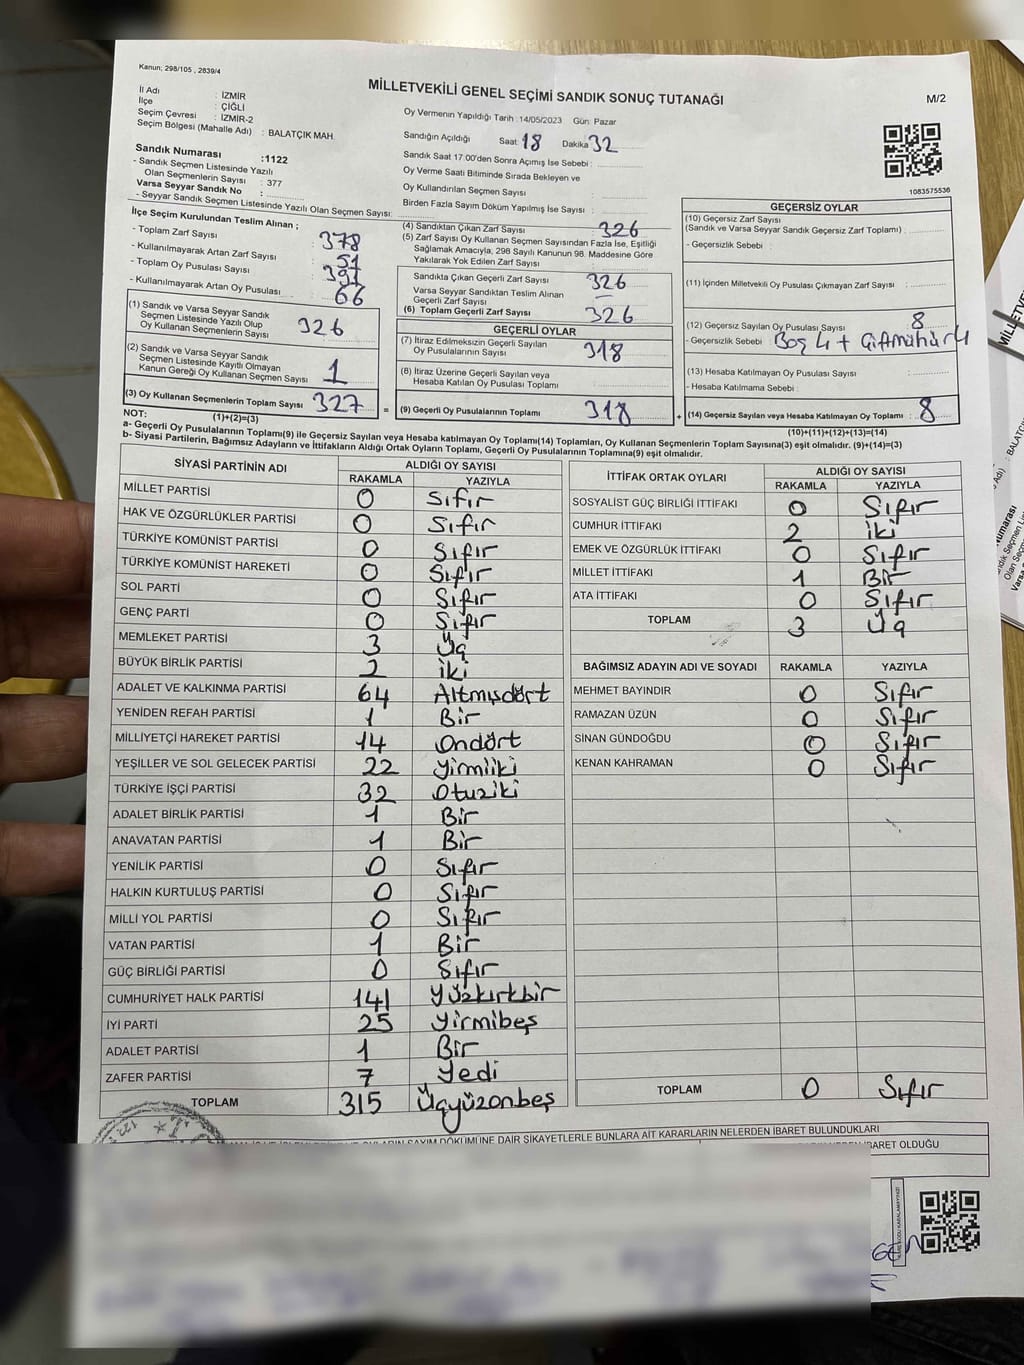 Kanun; 298/105 , 2839/4
MİLLETVEKİLİ GENEL SEÇİMİ SANDIK SONUÇ TUTANAĞI
M/2
İl Adı : İZMİR
İlçe : ÇİĞLİ
Seçim Çevresi : İZMİR-2
Seçim Bölgesi (Mahalle Adı) : BALATÇIK MAH.
Oy Vermenin Yapıldığı Tarih : 14/05/2023 Gün: Pazar
Sandığın Açıldığı Saat 18 Dakika 32
Sandık Saat 17.00'den Sonra Açımış İse Sebebi :
Oy Verme Saati Bitiminde Sırada Bekleyen ve
Oy Kullandırılan Seçmen Sayısı :
Birden Fazla Sayım Döküm Yapılmış İse Sayısı :
Sandık Numarası :1122
- Sandık Seçmen Listesinde Yazılı
Olan Seçmenlerin Sayısı : 377
Varsa Seyyar Sandık No :
- Seyyar Sandık Seçmen Listesinde Yazılı Olan Seçmen Sayısı:
1083575536
İlçe Seçim Kurulundan Teslim Alınan ;
- Toplam Zarf Sayısı : 378
- Kullanılmayarak Artan Zarf Sayısı : 51
- Toplam Oy Pusulası Sayısı :
- Kullanılmayarak Artan Oy Pusulası : 66
(1) Sandık ve Varsa Seyyar Sandık
Seçmen Listesinde Yazılı Olup
Oy Kullanan Seçmenlerin Sayısı 326
(2) Sandık ve Varsa Seyyar Sandık
Seçmen Listesinde Kayıtlı Olmayan
Kanun Gereği Oy Kullanan Seçmen Sayısı 1
(3) Oy Kullanan Seçmenlerin Toplam Sayısı 327
(1)+(2)=(3)
(4) Sandıktan Çıkan Zarf Sayısı 326
(5) Zarf Sayısı Oy Kullanan Seçmen Sayısından Fazla İse, Eşitliği
Sağlamak Amacıyla, 298 Sayılı Kanunun 98. Maddesine Göre
Yakılarak Yok Edilen Zarf Sayısı :
Sandıkta Çıkan Geçerli Zarf Sayısı 326
Varsa Seyyar Sandıktan Teslim Alınan
Geçerli Zarf Sayısı —
(6) Toplam Geçerli Zarf Sayısı 326
GEÇERLİ OYLAR
(7) İtiraz Edilmeksizin Geçerli Sayılan
Oy Pusulalarının Sayısı 318
(8) İtiraz Üzerine Geçerli Sayılan veya
Hesaba Katılan Oy Pusulası Toplamı
= (9) Geçerli Oy Pusulalarının Toplamı 318
GEÇERSİZ OYLAR
(10) Geçersiz Zarf Sayısı
(Sandık ve Varsa Seyyar Sandık Geçersiz Zarf Toplamı) :
- Geçersizlik Sebebi :
(11) İçinden Milletvekili Oy Pusulası Çıkmayan Zarf Sayısı :
(12) Geçersiz Sayılan Oy Pusulası Sayısı : 8
- Geçersizlik Sebebi : Boş 4 + Çiftmühür 4
(13) Hesaba Katılmayan Oy Pusulası Sayısı :
- Hesaba Katılmama Sebebi :
+ (14) Geçersiz Sayılan veya Hesaba Katılmayan Oy Toplamı : 8
(10)+(11)+(12)+(13)=(14)
NOT:
a- Geçerli Oy Pusulalarının Toplamı(9) ile Geçersiz Sayılan veya Hesaba katılmayan Oy Toplamı(14) Toplamları, Oy Kullanan Seçmenlerin Toplam Sayısına(3) eşit olmalıdır. (9)+(14)=(3)
b- Siyasi Partilerin, Bağımsız Adayların ve İttifakların Aldığı Ortak Oyların Toplamı, Geçerli Oy Pusulalarının Toplamına(9) eşit olmalıdır.
SİYASİ PARTİNİN ADI ALDIĞI OY SAYISI
RAKAMLA YAZIYLA
MİLLET PARTİSİ 0 Sıfır
HAK VE ÖZGÜRLÜKLER PARTİSİ 0 Sıfır
TÜRKİYE KOMÜNİST PARTİSİ 0 Sıfır
TÜRKİYE KOMÜNİST HAREKETİ 0 Sıfır
SOL PARTİ 0 Sıfır
GENÇ PARTİ 0 Sıfır
MEMLEKET PARTİSİ 3 Üç
BÜYÜK BİRLİK PARTİSİ 2 iki
ADALET VE KALKINMA PARTİSİ 64 Altmışdört
YENİDEN REFAH PARTİSİ 1 Bir
MİLLİYETÇİ HAREKET PARTİSİ 14 Ondört
YEŞİLLER VE SOL GELECEK PARTİSİ 22 yirmiiki
TÜRKİYE İŞÇİ PARTİSİ 32 Otuziki
ADALET BİRLİK PARTİSİ 1 Bir
ANAVATAN PARTİSİ 1 Bir
YENİLİK PARTİSİ 0 Sıfır
HALKIN KURTULUŞ PARTİSİ 0 Sıfır
MİLLİ YOL PARTİSİ 0 Sıfır
VATAN PARTİSİ 1 Bir
GÜÇ BİRLİĞİ PARTİSİ 0 Sıfır
CUMHURİYET HALK PARTİSİ 141 yüzkırkbir
İYİ PARTİ 25 yirmibeş
ADALET PARTİSİ 1 Bir
ZAFER PARTİSİ 7 yedi
TOPLAM 315 Üçyüzonbeş
İTTİFAK ORTAK OYLARI ALDIĞI OY SAYISI
RAKAMLA YAZIYLA
SOSYALİST GÜÇ BİRLİĞİ İTTİFAKI 0 Sıfır
CUMHUR İTTİFAKI 2 iki
EMEK VE ÖZGÜRLÜK İTTİFAKI 0 Sıfır
MİLLET İTTİFAKI 1 Bir
ATA İTTİFAKI 0 Sıfır
TOPLAM 3 Üç
BAĞIMSIZ ADAYIN ADI VE SOYADI RAKAMLA YAZIYLA
MEHMET BAYINDIR 0 Sıfır
RAMAZAN ÜZÜN 0 Sıfır
SİNAN GÜNDOĞDU 0 Sıfır
KENAN KAHRAMAN 0 Sıfır
TOPLAM 0 Sıfır
OYLARIN SAYIM DÖKÜMÜNE DAİR ŞİKAYETLERLE BUNLARA AİT KARARLARIN NELERDEN İBARET BULUNDUKLARI
İBARET OLDUĞU